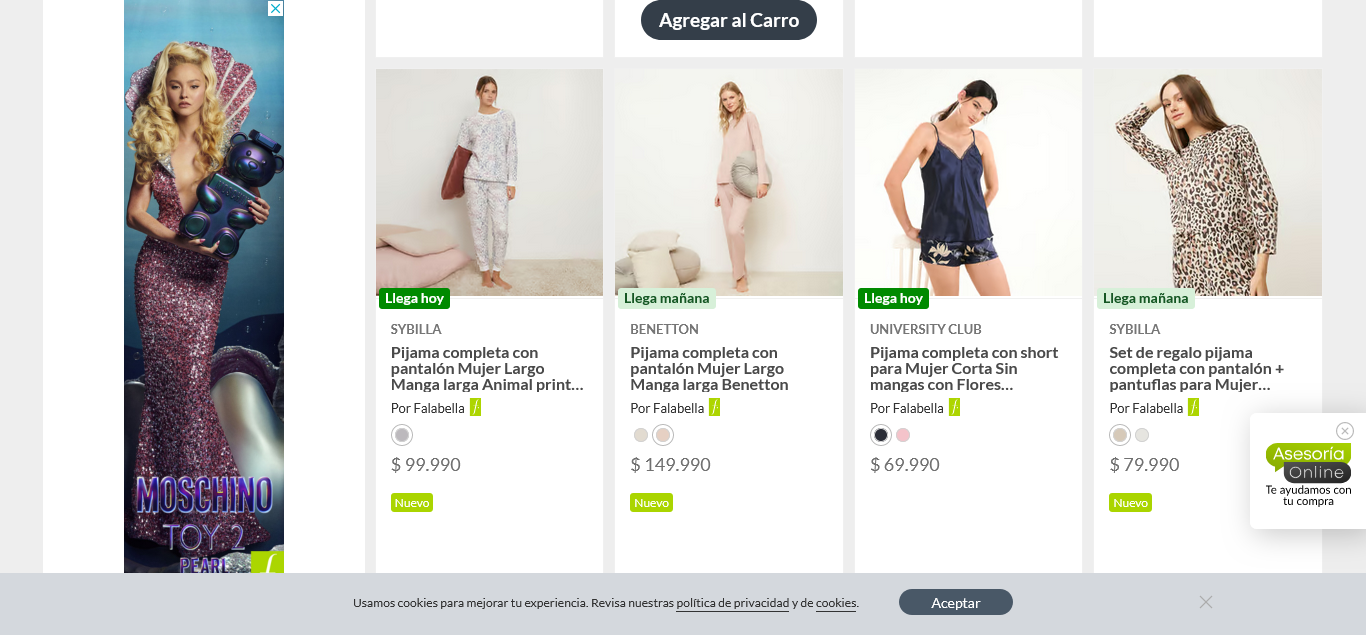 Agregar al Carro
MOSCHINO
TOY 2
PEARL
Llega hoy
SYBILLA
Pijama completa con
pantalón Mujer Largo
Manga larga Animal print...
Por Falabella
$ 99.990
Nuevo
Llega mañana
BENETTON
Pijama completa con
pantalón Mujer Largo
Manga larga Benetton
Por Falabella
$ 149.990
Nuevo
Llega hoy
UNIVERSITY CLUB
Pijama completa con short
para Mujer Corta Sin
mangas con Flores...
Por Falabella
$ 69.990
Llega mañana
SYBILLA
Set de regalo pijama
completa con pantalón +
pantuflas para Mujer...
Por Falabella
$ 79.990
Nuevo
Asesoría
Online
Te ayudamos con
tu compra
Usamos cookies para mejorar tu experiencia. Revisa nuestras política de privacidad y de cookies.
Aceptar